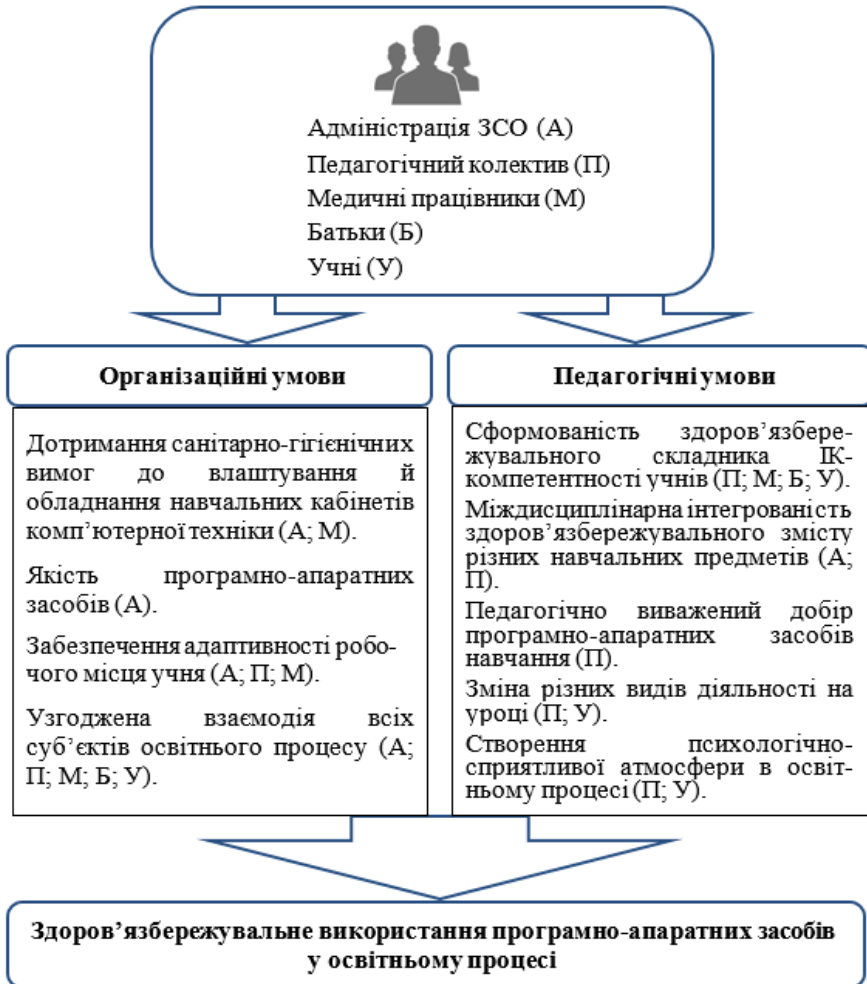 Адміністрація ЗСО (А)
Педагогічний колектив (П)
Медичні працівники (М)
Батьки (Б)
Учні (У)
Організаційні умови
Дотримання санітарно-гігієнічних
вимог до влаштування й
обладнання навчальних кабінетів
комп’ютерної техніки (А; М).
Якість програмно-апаратних
засобів (А).
Забезпечення адаптивності робо-
чого місця учня (А; П; М).
Узгоджена взаємодія всіх
суб’єктів освітнього процесу (А;
П; М; Б; У).
Педагогічні умови
Сформованість здоров’язбере-
жувального складника ІК-
компетентності учнів (П; М; Б; У).
Міждисциплінарна інтегрованість
здоров’язбережувального змісту
різних навчальних предметів (А;
П).
Педагогічно виважений добір
програмно-апаратних засобів
навчання (П).
Зміна різних видів діяльності на
уроці (П; У).
Створення психологічно-
сприятливої атмосфери в освіт-
ньому процесі (П; У).
Здоров’язбережувальне використання програмно-апаратних засобів
у освітньому процесі